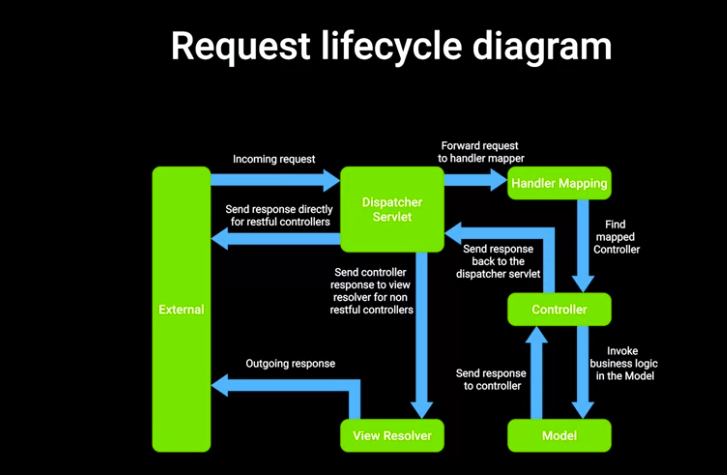 Request lifecycle diagram
Forward request
to handler mapper
Incoming request
Handler Mapping
Dispatcher
Servlet
Send response directly
for restful controllers
Find
mapped
Controller
Send response
back to the
dispatcher servlet
Send controller
response to view
resolver for non
restful controllers
External
Controller
Invoke
business logic
in the Model
Outgoing response
Send response
to controller
View Resolver
Model